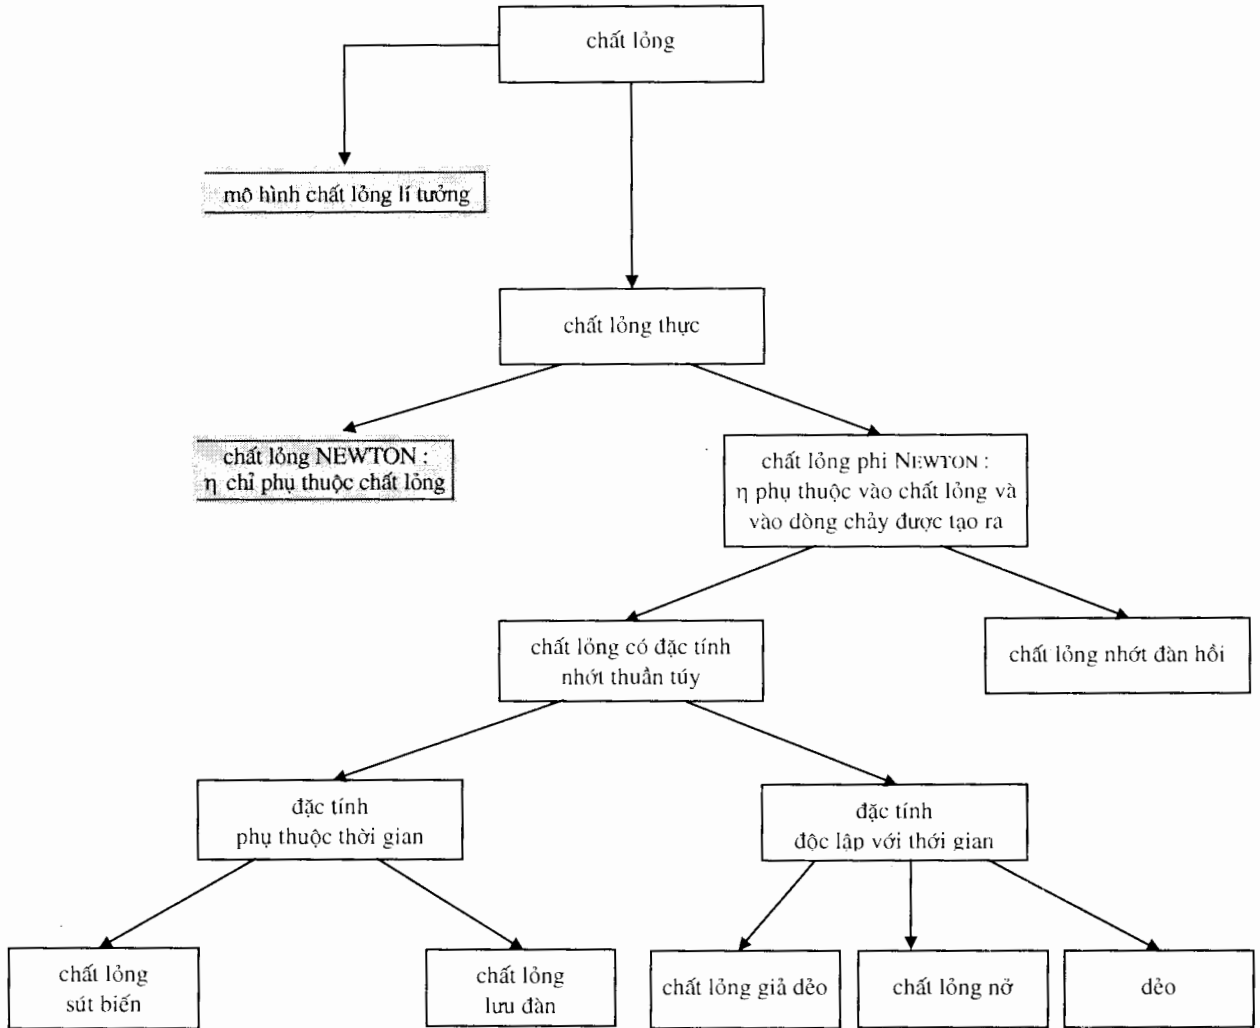 chất lỏng
mô hình chất lỏng lí tưởng
chất lỏng thực
chất lỏng NEWTON :
η chỉ phụ thuộc chất lỏng
chất lỏng phi NEWTON :
η phụ thuộc vào chất lỏng và
vào dòng chảy được tạo ra
chất lỏng có đặc tính
nhớt thuần túy
chất lỏng nhớt đàn hồi
đặc tính
phụ thuộc thời gian
đặc tính
độc lập với thới gian
chất lỏng
sút biến
chất lỏng
lưu đàn
chất lỏng giả dẻo
chất lỏng nở
dẻo